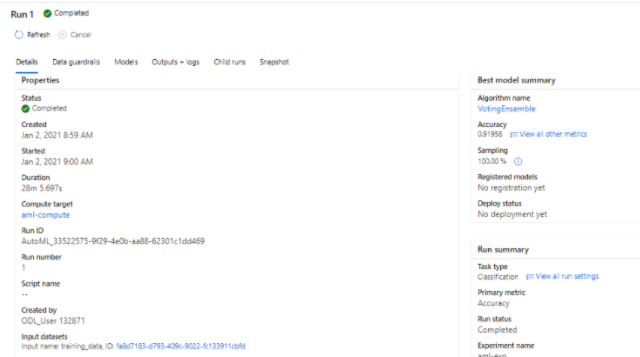 Run 1 Completed
Refresh Cancel
Details Data guardrails Models Outputs + logs Child runs Snapshot
Properties
Status
Completed
Created
Jan 2, 2021 8:59 AM
Started
Jan 2, 2021 9:00 AM
Duration
28m 5.697s
Compute target
aml-compute
Run ID
AutoML_33522575-9f29-4e0b-aa88-62301c1dd469
Run number
1
Script name
--
Created by
ODL_User 132871
Input datasets
Input name: training_data, ID: fa8d7183-d793-409c-9022-fc133911cbfd
Best model summary
Algorithm name
VotingEnsemble
Accuracy
0.91958 View all other metrics
Sampling
100.00 %
Registered models
No registration yet
Deploy status
No deployment yet
Run summary
Task type
Classification View all run settings
Primary metric
Accuracy
Run status
Completed
Experiment name
aml-exp